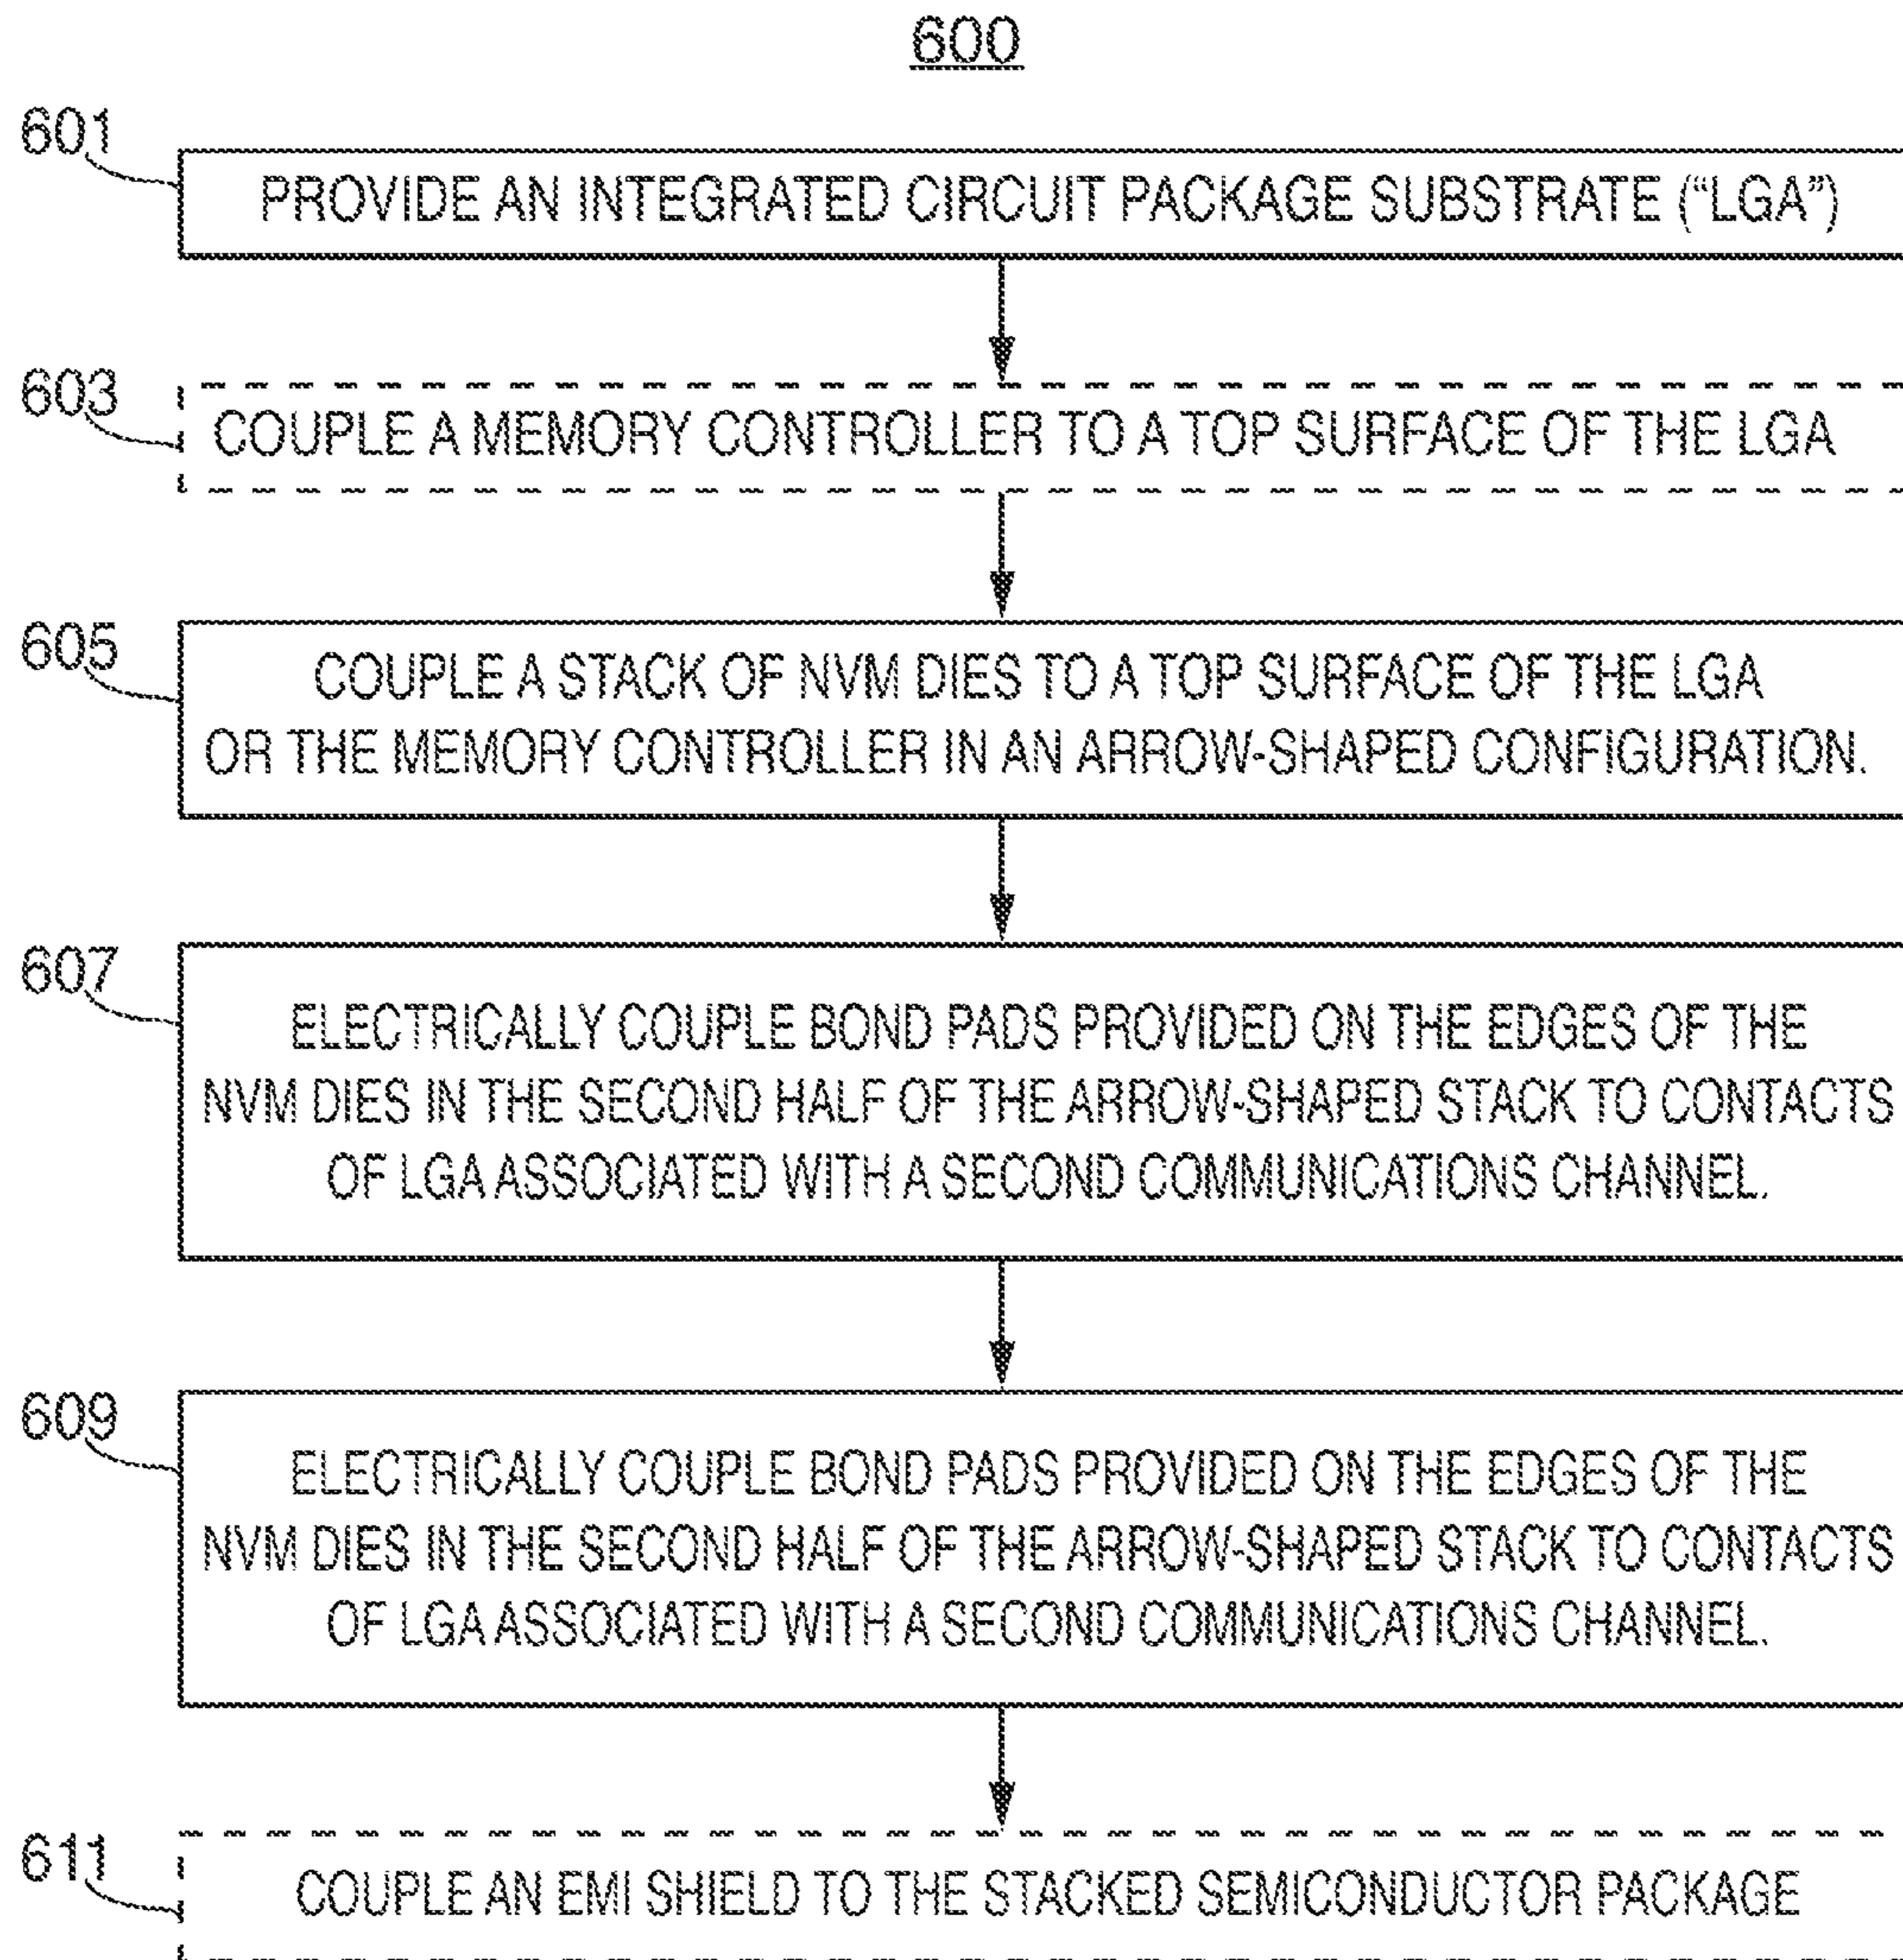 600
601
PROVIDE AN INTEGRATED CIRCUIT PACKAGE SUBSTRATE (“LGA”)
603
COUPLE A MEMORY CONTROLLER TO A TOP SURFACE OF THE LGA
605
COUPLE A STACK OF NVM DIES TO A TOP SURFACE OF THE LGA
OR THE MEMORY CONTROLLER IN AN ARROW-SHAPED CONFIGURATION.
607
ELECTRICALLY COUPLE BOND PADS PROVIDED ON THE EDGES OF THE
NVM DIES IN THE SECOND HALF OF THE ARROW-SHAPED STACK TO CONTACTS
OF LGA ASSOCIATED WITH A SECOND COMMUNICATIONS CHANNEL.
609
ELECTRICALLY COUPLE BOND PADS PROVIDED ON THE EDGES OF THE
NVM DIES IN THE SECOND HALF OF THE ARROW-SHAPED STACK TO CONTACTS
OF LGA ASSOCIATED WITH A SECOND COMMUNICATIONS CHANNEL.
611
COUPLE AN EMI SHIELD TO THE STACKED SEMICONDUCTOR PACKAGE